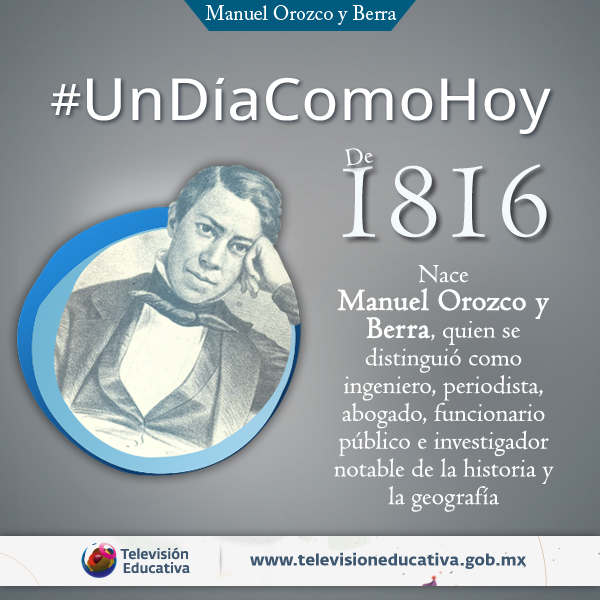 Manuel Orozco y Berra
#UnDíaComoHoy
De
1816
Nace
Manuel Orozco y
Berra, quien se
distinguió como
ingeniero, periodista,
abogado, funcionario
público e investigador
notable de la historia y
la geografía
Televisión
Educativa
www.televisioneducativa.gob.mx